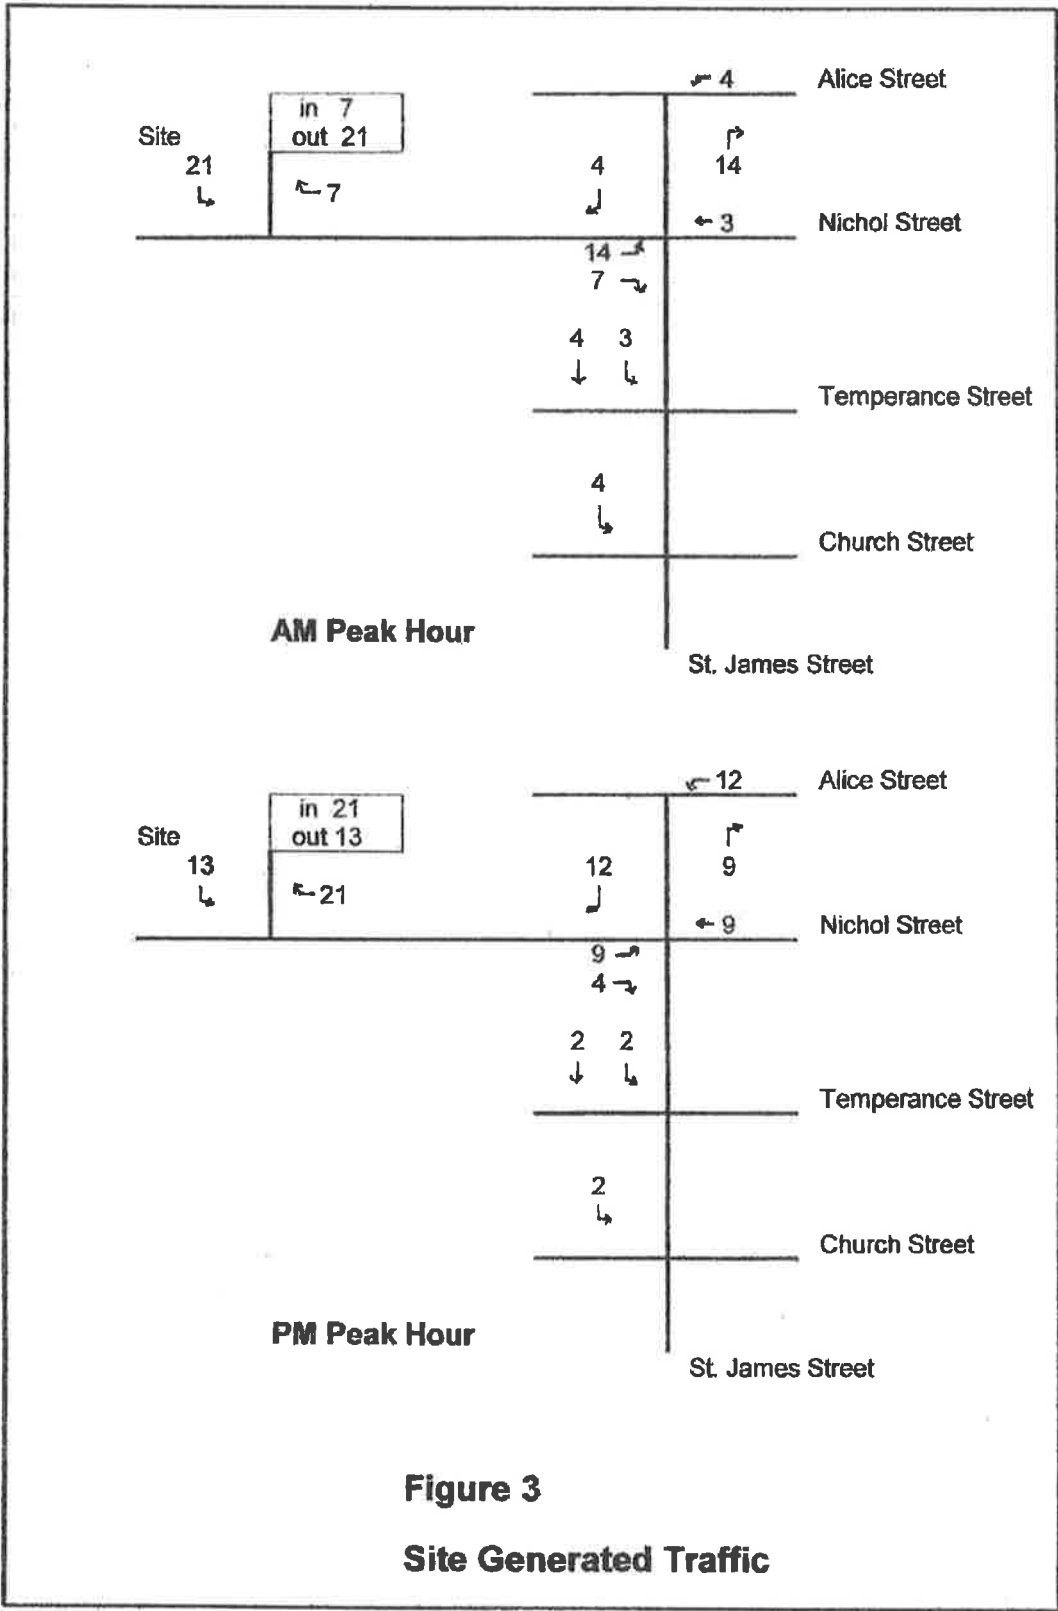 4 Alice Street
in 7
out 21
Site
21
7
4
14
3 Nichol Street
14
7
4 3
Temperance Street
4
Church Street
AM Peak Hour
St. James Street
12 Alice Street
in 21
out 13
Site
13
21
12
9
9 Nichol Street
9
4
2 2
Temperance Street
2
Church Street
PM Peak Hour
St. James Street
Figure 3
Site Generated Traffic